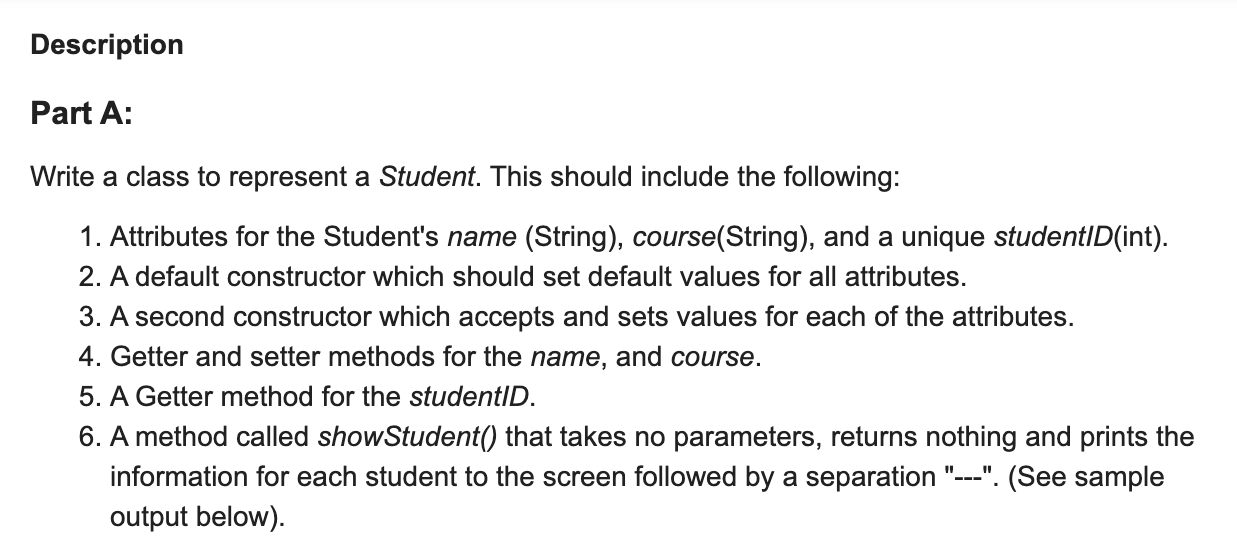 Description
Part A:
Write a class to represent a Student. This should include the following:
1. Attributes for the Student's name (String), course(String), and a unique studentID(int).
2. A default constructor which should set default values for all attributes.
3. A second constructor which accepts and sets values for each of the attributes.
4. Getter and setter methods for the name, and course.
5. A Getter method for the studentID.
6. A method called showStudent() that takes no parameters, returns nothing and prints the
information for each student to the screen followed by a separation "---". (See sample
output below).